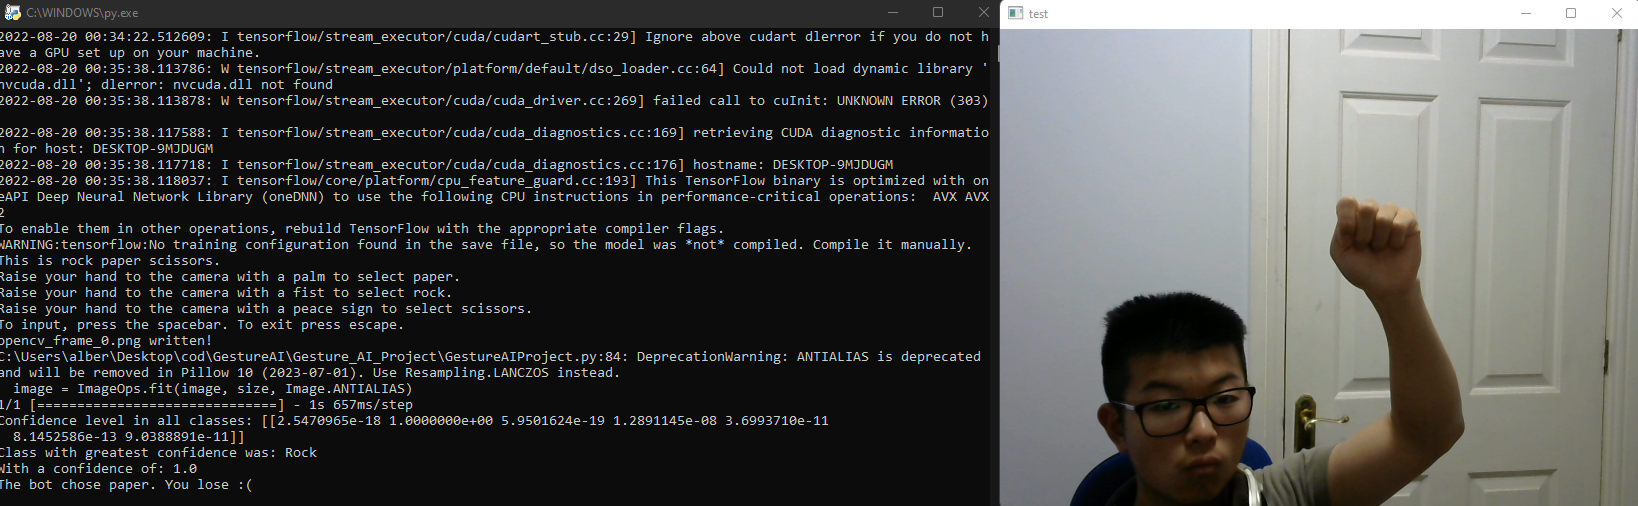 C:\WINDOWS\py.exe
2022-08-20 00:34:22.512609: I tensorflow/stream_executor/cuda/cudart_stub.cc:29] Ignore above cudart dlerror if you do not h
ave a GPU set up on your machine.
2022-08-20 00:35:38.113786: W tensorflow/stream_executor/platform/default/dso_loader.cc:64] Could not load dynamic library '
nvcuda.dll'; dlerror: nvcuda.dll not found
2022-08-20 00:35:38.113878: W tensorflow/stream_executor/cuda/cuda_driver.cc:269] failed call to cuInit: UNKNOWN ERROR (303)
2022-08-20 00:35:38.117588: I tensorflow/stream_executor/cuda/cuda_diagnostics.cc:169] retrieving CUDA diagnostic informatio
n for host: DESKTOP-9MJDUGM
2022-08-20 00:35:38.117718: I tensorflow/stream_executor/cuda/cuda_diagnostics.cc:176] hostname: DESKTOP-9MJDUGM
2022-08-20 00:35:38.118037: I tensorflow/core/platform/cpu_feature_guard.cc:193] This TensorFlow binary is optimized with on
eAPI Deep Neural Network Library (oneDNN) to use the following CPU instructions in performance-critical operations:  AVX AVX
2
To enable them in other operations, rebuild TensorFlow with the appropriate compiler flags.
WARNING:tensorflow:No training configuration found in the save file, so the model was *not* compiled. Compile it manually.
This is rock paper scissors.
Raise your hand to the camera with a palm to select paper.
Raise your hand to the camera with a fist to select rock.
Raise your hand to the camera with a peace sign to select scissors.
To input, press the spacebar. To exit press escape.
opencv_frame_0.png written!
C:\Users\alber\Desktop\cod\GestureAI\Gesture_AI_Project\GestureAIProject.py:84: DeprecationWarning: ANTIALIAS is deprecated
and will be removed in Pillow 10 (2023-07-01). Use Resampling.LANCZOS instead.
  image = ImageOps.fit(image, size, Image.ANTIALIAS)
1/1 [==============================] - 1s 657ms/step
Confidence level in all classes: [[2.5470965e-18 1.0000000e+00 5.9501624e-19 1.2891145e-08 3.6993710e-11
  8.1452586e-13 9.0388891e-11]]
Class with greatest confidence was: Rock
With a confidence of: 1.0
The bot chose paper. You lose :(
test